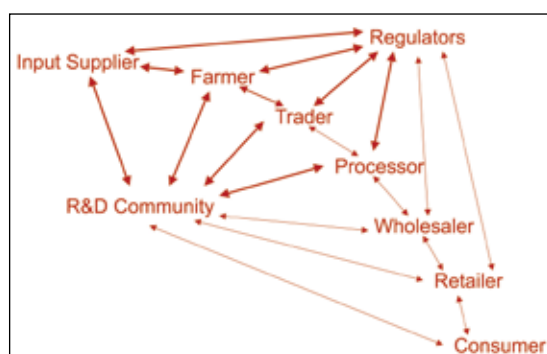 Regulators
Input Supplier
Farmer
Trader
Processor
R&D Community
Wholesaler
Retailer
Consumer